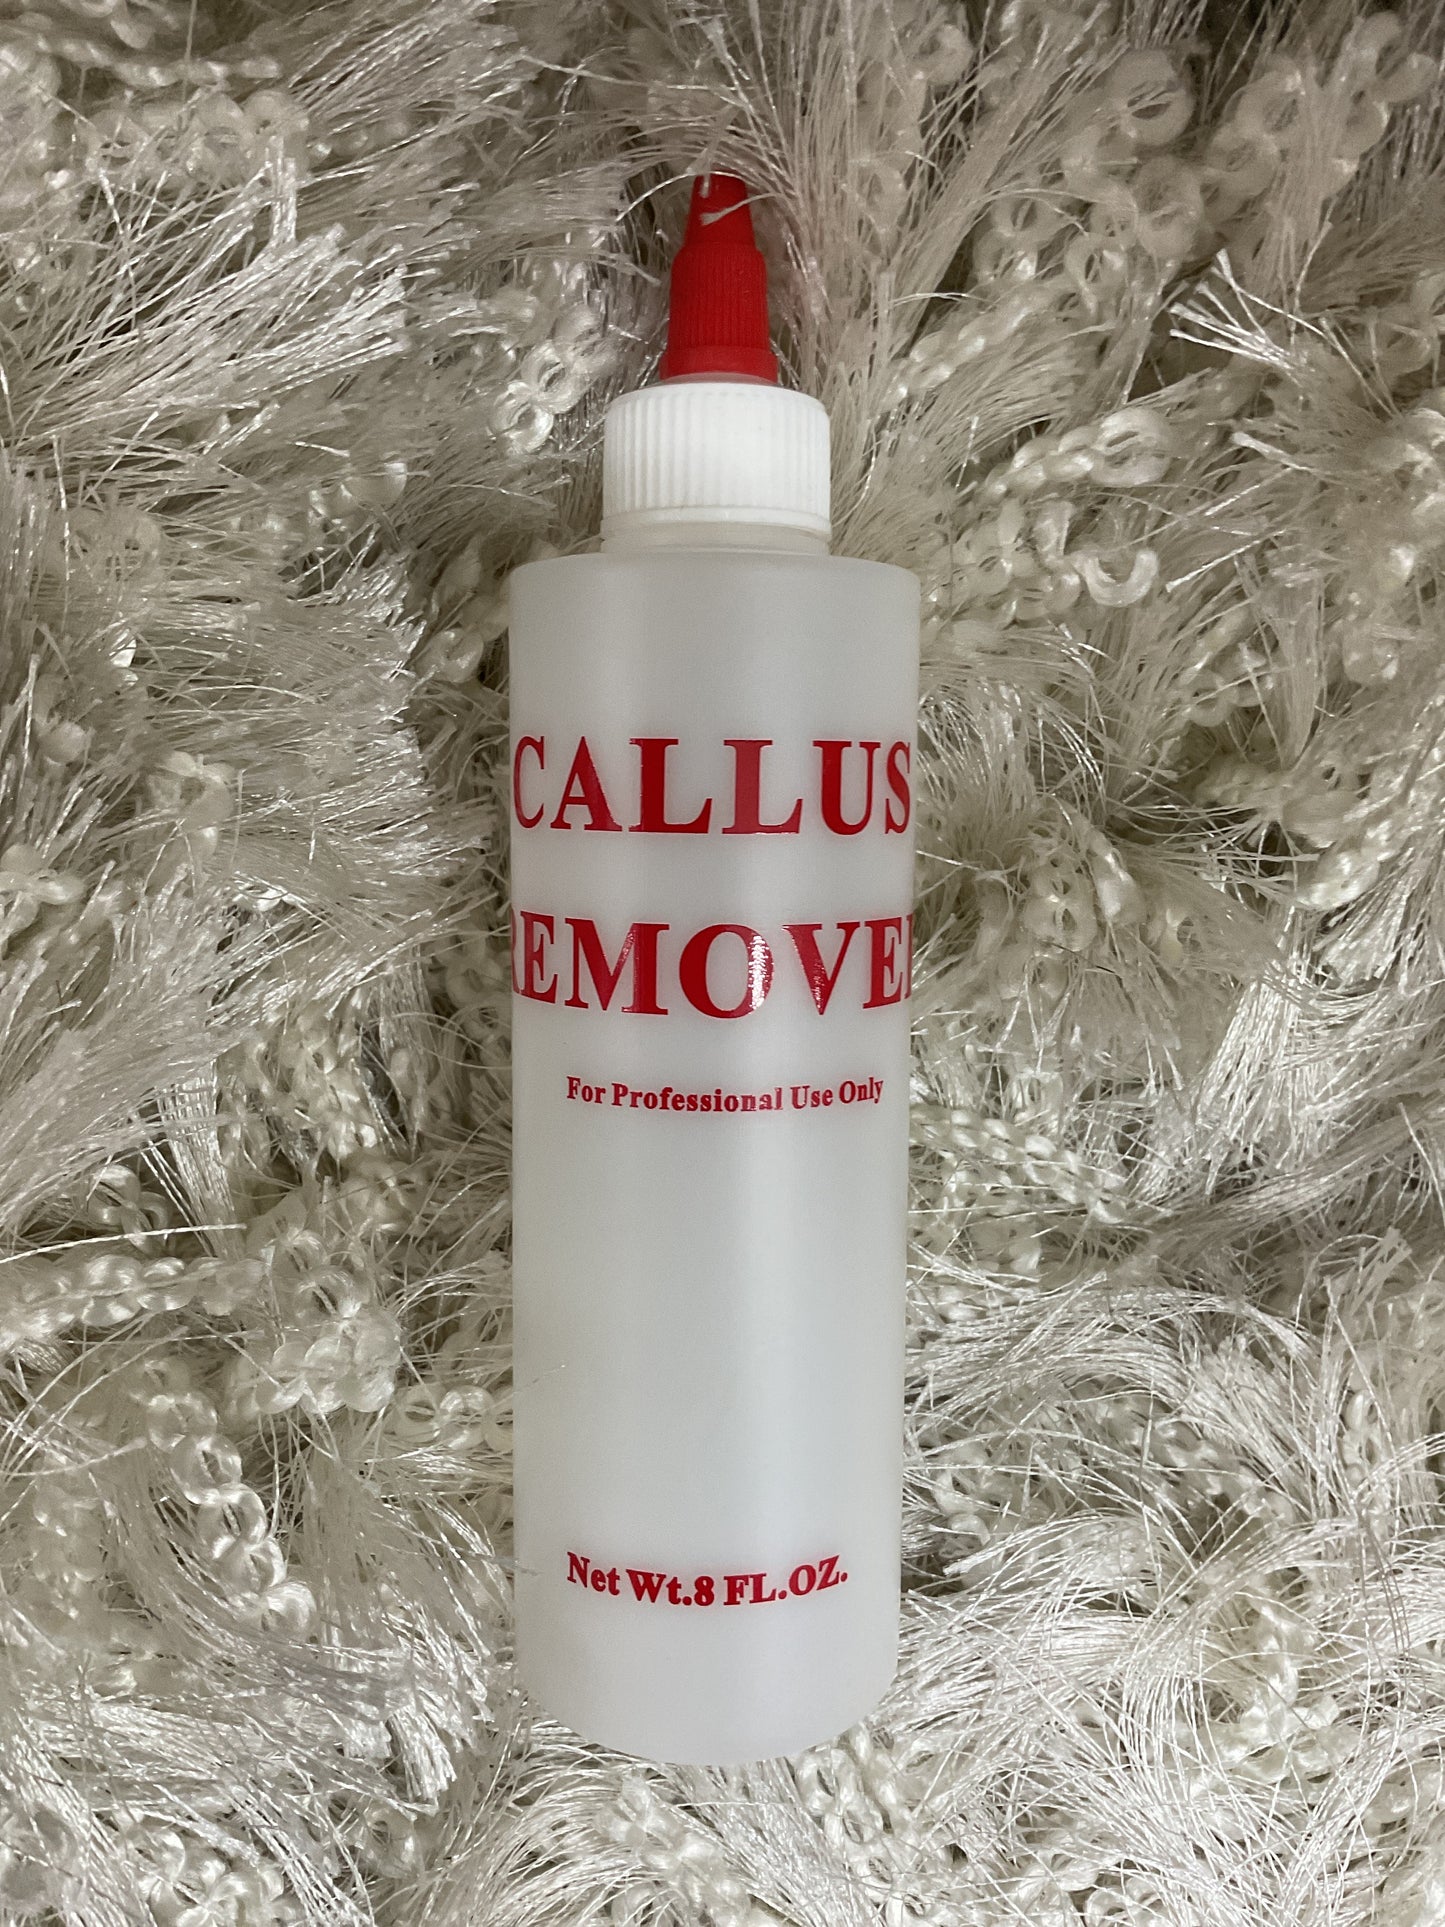 CALLUS
REMOVER
For Professional Use Only
Net Wt.8 FL.OZ.